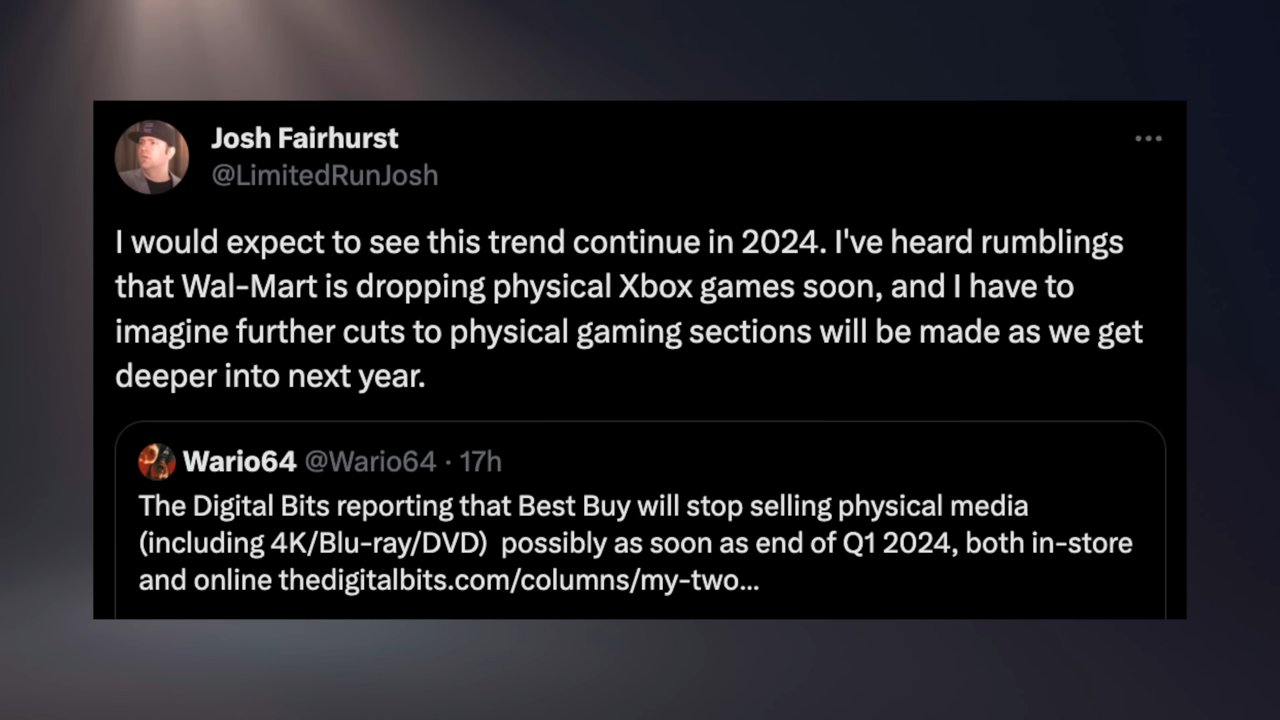 Josh Fairhurst
@LimitedRunJosh
I would expect to see this trend continue in 2024. I've heard rumblings
that Wal-Mart is dropping physical Xbox games soon, and I have to
imagine further cuts to physical gaming sections will be made as we get
deeper into next year.
Wario64 @Wario64 · 17h
The Digital Bits reporting that Best Buy will stop selling physical media
(including 4K/Blu-ray/DVD)  possibly as soon as end of Q1 2024, both in-store
and online thedigitalbits.com/columns/my-two...